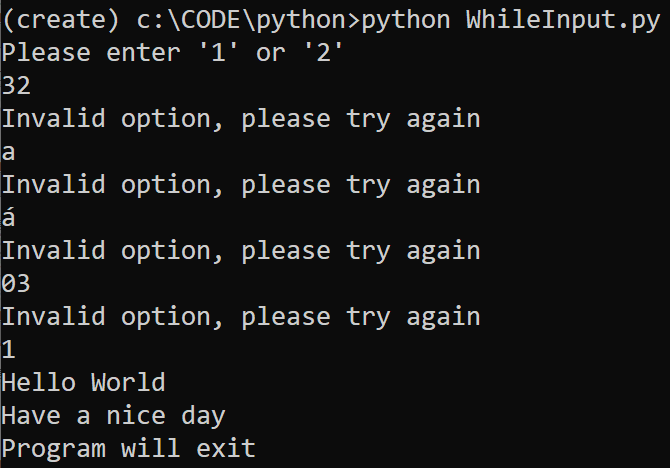 (create) c:\CODE\python>python WhileInput.py
Please enter '1' or '2'
32
Invalid option, please try again
a
Invalid option, please try again
á
Invalid option, please try again
03
Invalid option, please try again
1
Hello World
Have a nice day
Program will exit